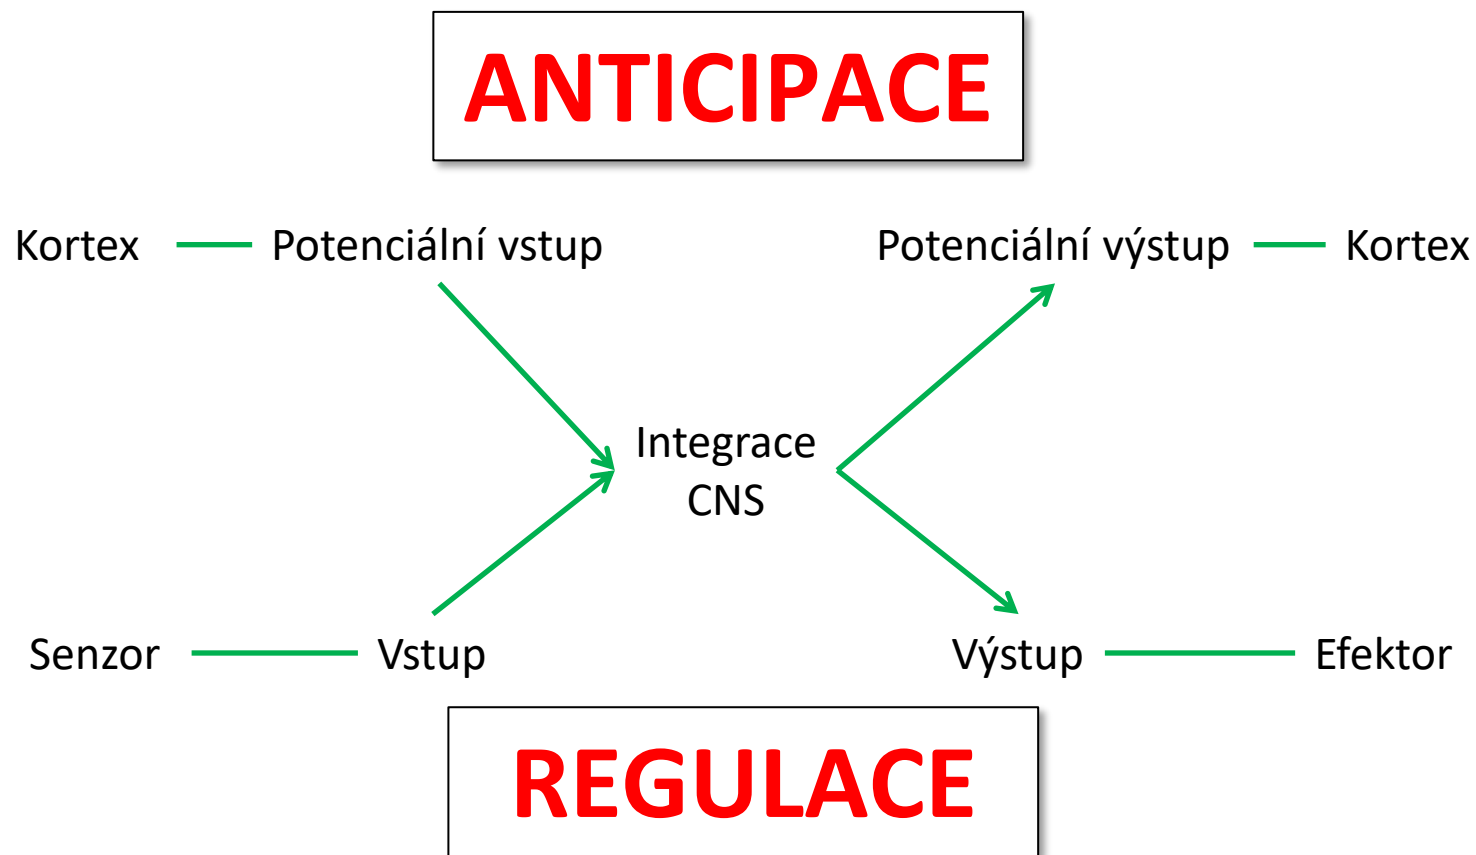 ANTICIPACE
Kortex
Potenciální vstup
Potenciální výstup
Kortex
Integrace
CNS
Senzor
Vstup
Výstup
Efektor
REGULACE